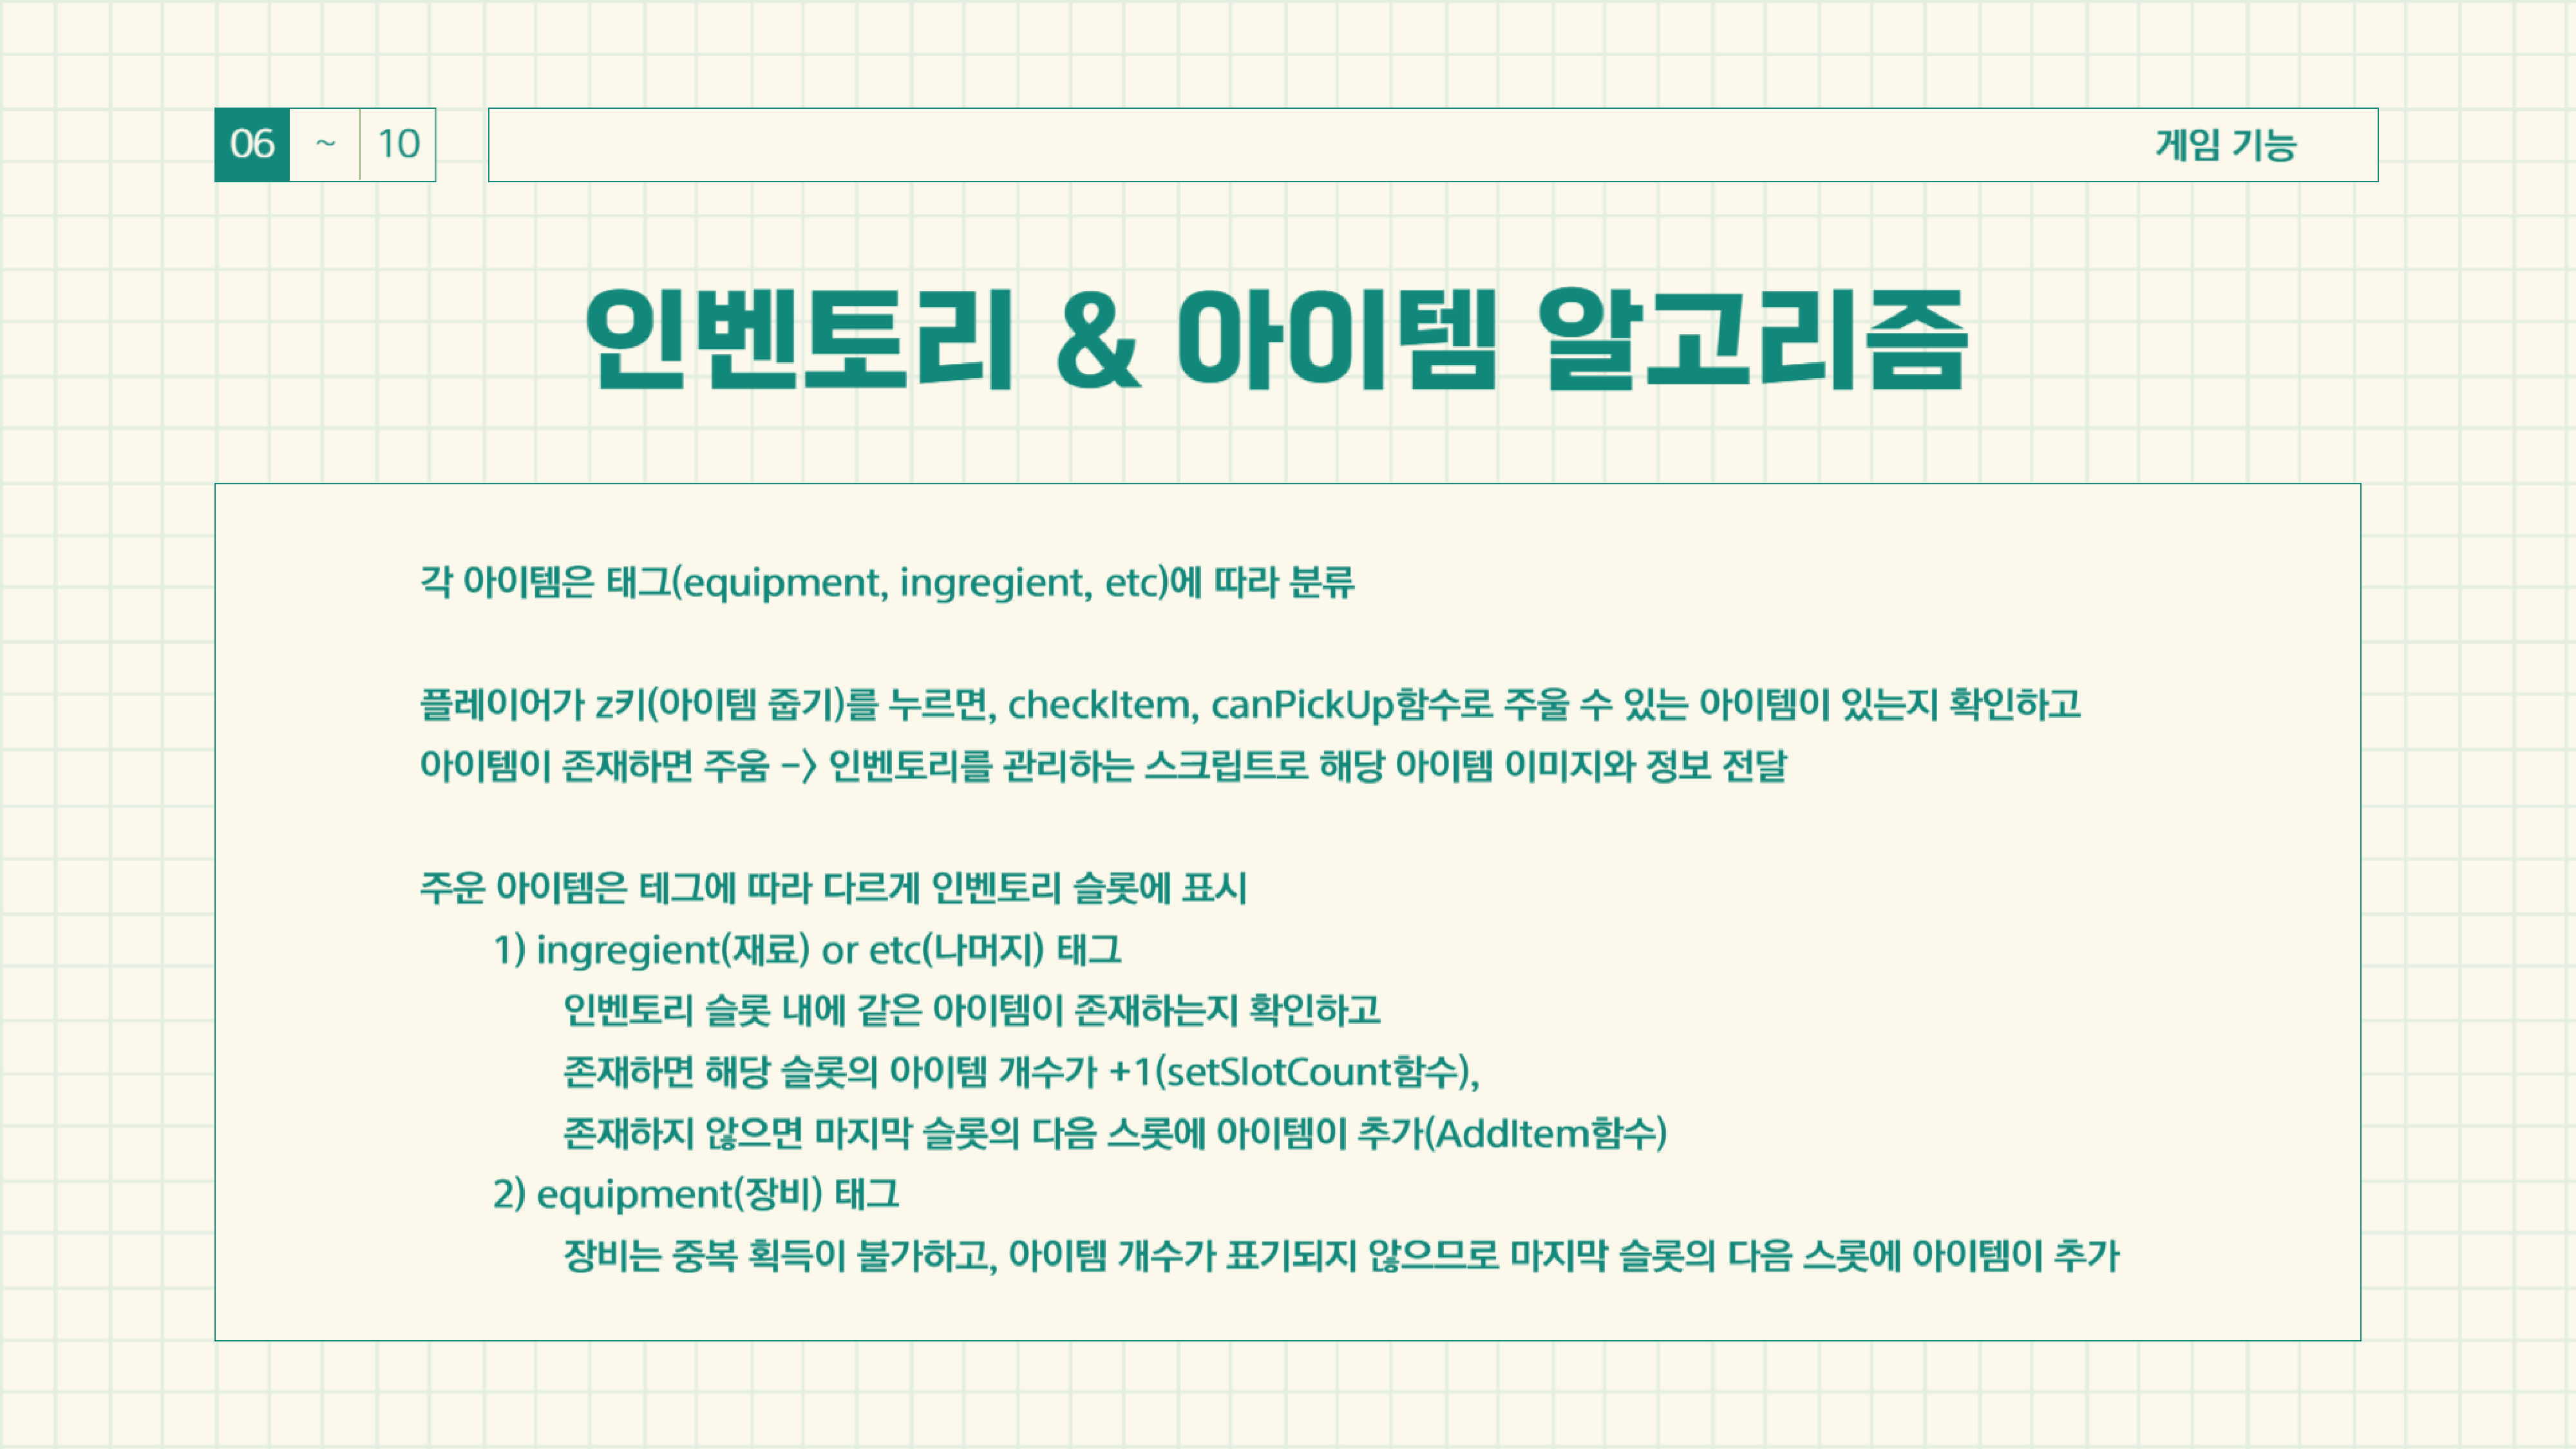 06 ~ 10
게임 기능
인벤토리 & 아이템 알고리즘
각 아이템은 태그(equipment, ingregient, etc)에 따라 분류
플레이어가 z키(아이템 줍기)를 누르면, checkItem, canPickUp함수로 주울 수 있는 아이템이 있는지 확인하고
아이템이 존재하면 주움 -> 인벤토리를 관리하는 스크립트로 해당 아이템 이미지와 정보 전달
주운 아이템은 테그에 따라 다르게 인벤토리 슬롯에 표시
1) ingregient(재료) or etc(나머지) 태그
인벤토리 슬롯 내에 같은 아이템이 존재하는지 확인하고
존재하면 해당 슬롯의 아이템 개수가 +1(setSlotCount함수),
존재하지 않으면 마지막 슬롯의 다음 스롯에 아이템이 추가(AddItem함수)
2) equipment(장비) 태그
장비는 중복 획득이 불가하고, 아이템 개수가 표기되지 않으므로 마지막 슬롯의 다음 스롯에 아이템이 추가